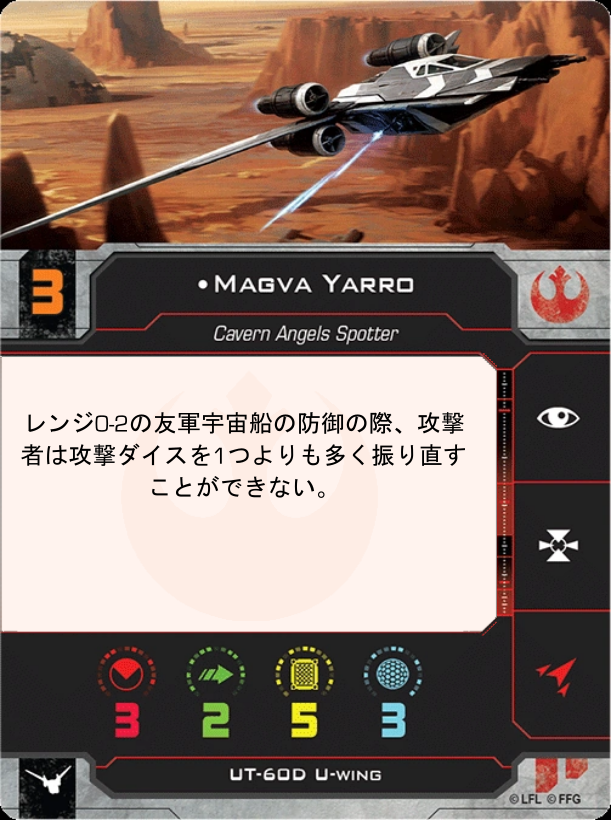 3
•Magva Yarro
Cavern Angels Spotter
レンジ0-2の友軍宇宙船の防御の際、攻撃
者は攻撃ダイスを1つよりも多く振り直す
ことができない。
3 2 5 3
UT-60D U-wing
©LFL ©FFG